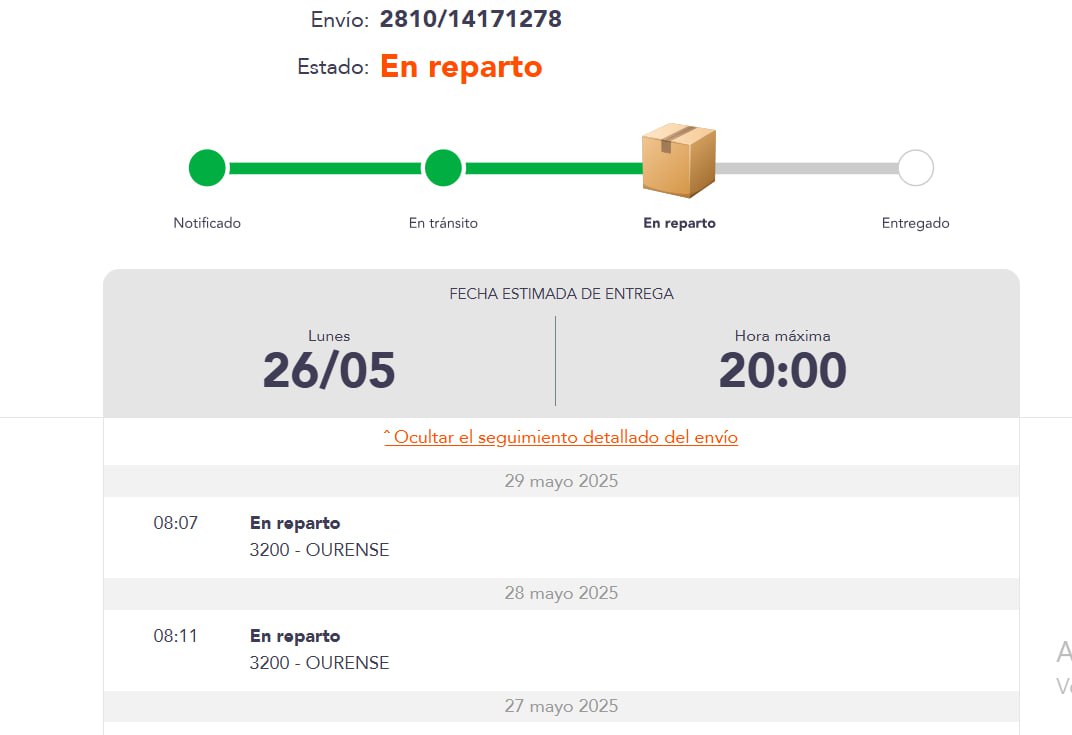 Envío: 2810/14171278
Estado: En reparto
Notificado
En tránsito
En reparto
Entregado
FECHA ESTIMADA DE ENTREGA
Lunes
26/05
Hora máxima
20:00
^ Ocultar el seguimiento detallado del envío
29 mayo 2025
08:07 En reparto
3200 - OURENSE
28 mayo 2025
08:11 En reparto
3200 - OURENSE
27 mayo 2025